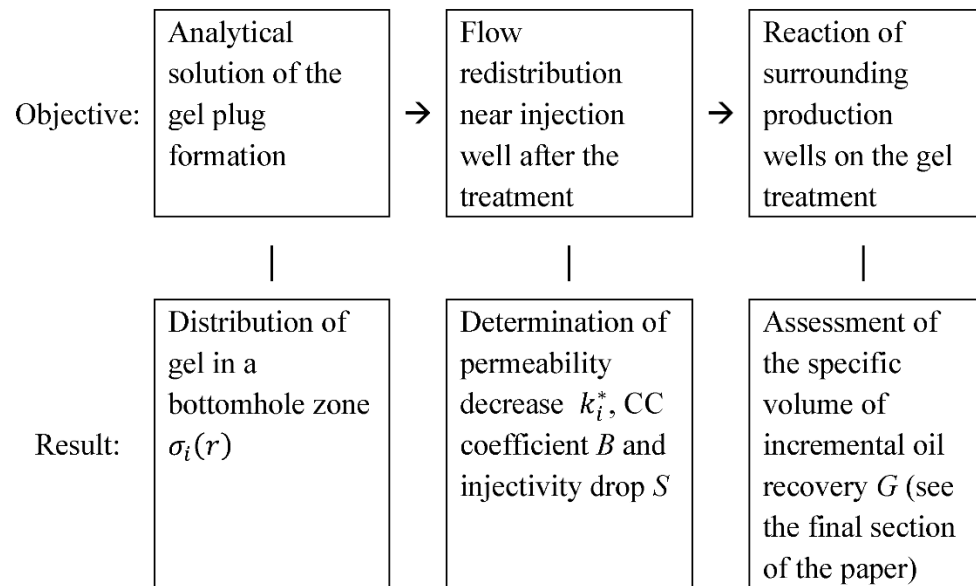 Objective:
Analytical
solution of the
gel plug
formation
→
Flow
redistribution
near injection
well after the
treatment
→
Reaction of
surrounding
production
wells on the gel
treatment
Result:
Distribution of
gel in a
bottomhole zone
σᵢ(r)
Determination of
permeability
decrease kᵢ*, CC
coefficient B and
injectivity drop S
Assessment of
the specific
volume of
incremental oil
recovery G (see
the final section
of the paper)